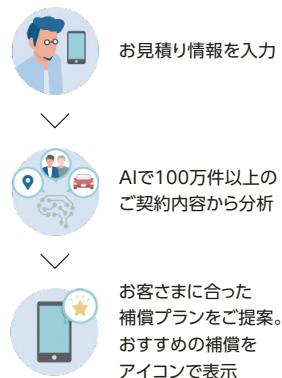 お見積り情報を入力
AIで100万件以上の
ご契約内容から分析
お客さまに合った
補償プランをご提案。
おすすめの補償を
アイコンで表示